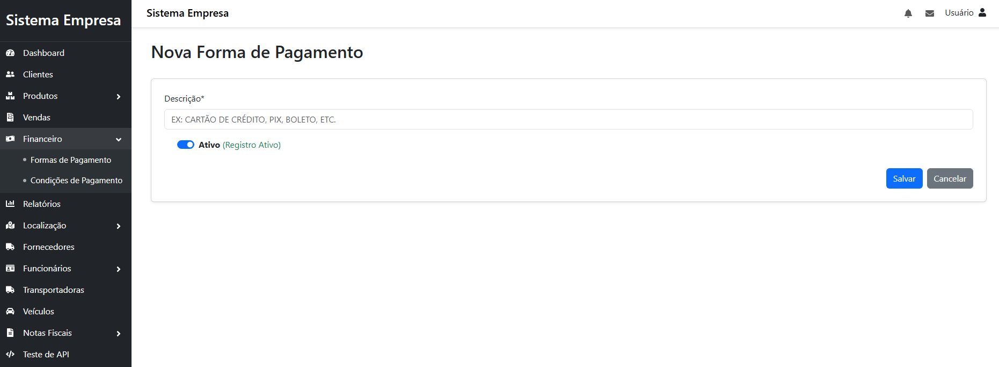 Sistema Empresa
Dashboard
Clientes
Produtos
Vendas
Financeiro
Formas de Pagamento
Condições de Pagamento
Relatórios
Localização
Fornecedores
Funcionários
Transportadoras
Veículos
Notas Fiscais
Teste de API
Sistema Empresa
Usuário
Nova Forma de Pagamento
Descrição*
EX: CARTÃO DE CRÉDITO, PIX, BOLETO, ETC.
Ativo (Registro Ativo)
Salvar
Cancelar